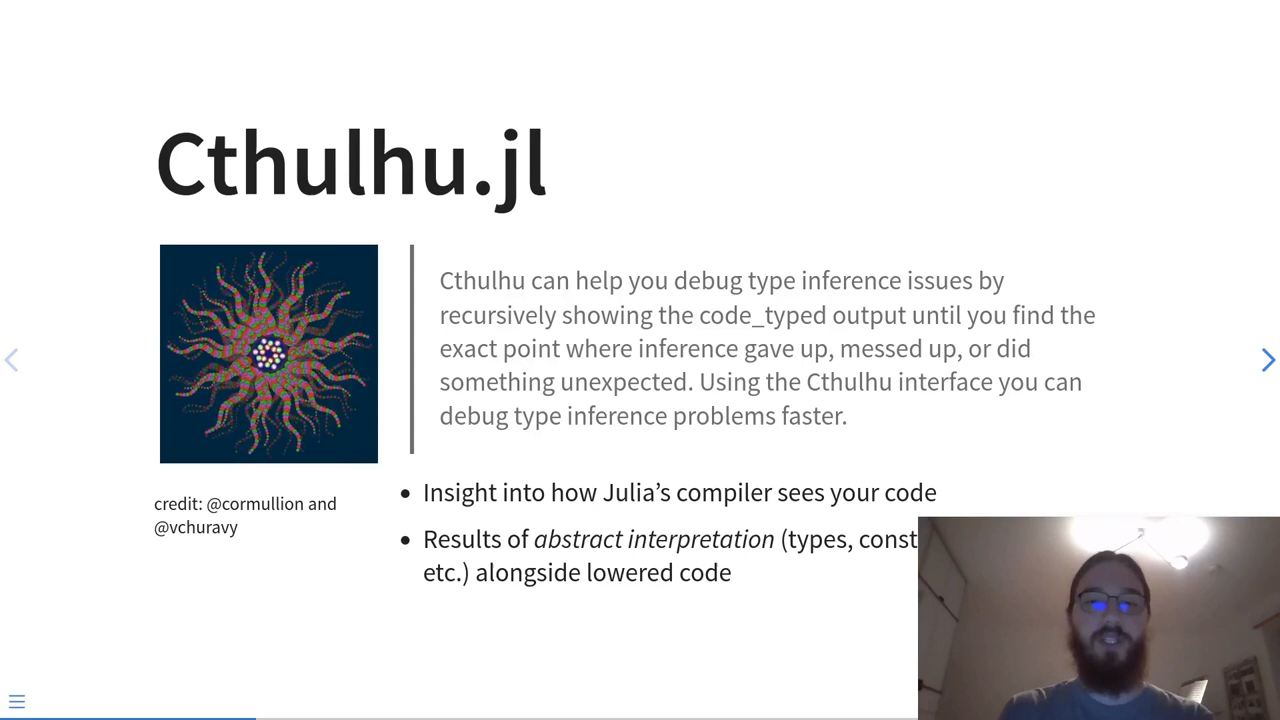 Cthulhu.jl
Cthulhu can help you debug type inference issues by
recursively showing the code_typed output until you find the
exact point where inference gave up, messed up, or did
something unexpected. Using the Cthulhu interface you can
debug type inference problems faster.
credit: @cormullion and
@vchuravy
• Insight into how Julia’s compiler sees your code
• Results of abstract interpretation (types, const
etc.) alongside lowered code